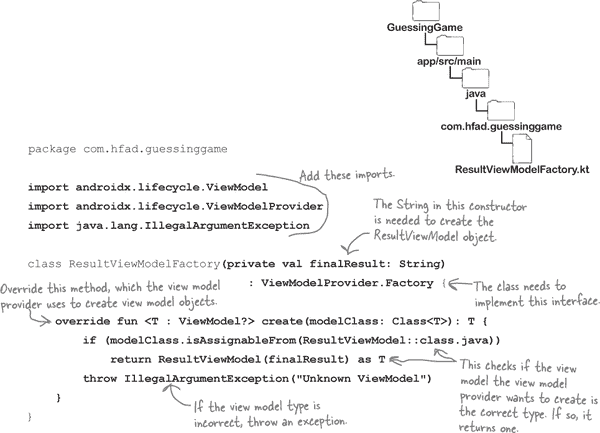 GuessingGame
app/src/main
java
com.hfad.guessinggame
ResultViewModelFactory.kt
package com.hfad.guessinggame
Add these imports.
import androidx.lifecycle.ViewModel
import androidx.lifecycle.ViewModelProvider
import java.lang.IllegalArgumentException
The String in this constructor
is needed to create the
ResultViewModel object.
class ResultViewModelFactory(private val finalResult: String)
: ViewModelProvider.Factory {
The class needs to
implement this interface.
Override this method, which the view model
provider uses to create view model objects.
override fun <T : ViewModel?> create(modelClass: Class<T>): T {
if (modelClass.isAssignableFrom(ResultViewModel::class.java))
return ResultViewModel(finalResult) as T
This checks if the view
model the view model
provider wants to create is
the correct type. If so, it
returns one.
throw IllegalArgumentException("Unknown ViewModel")
If the view model type is
incorrect, throw an exception.
}
}